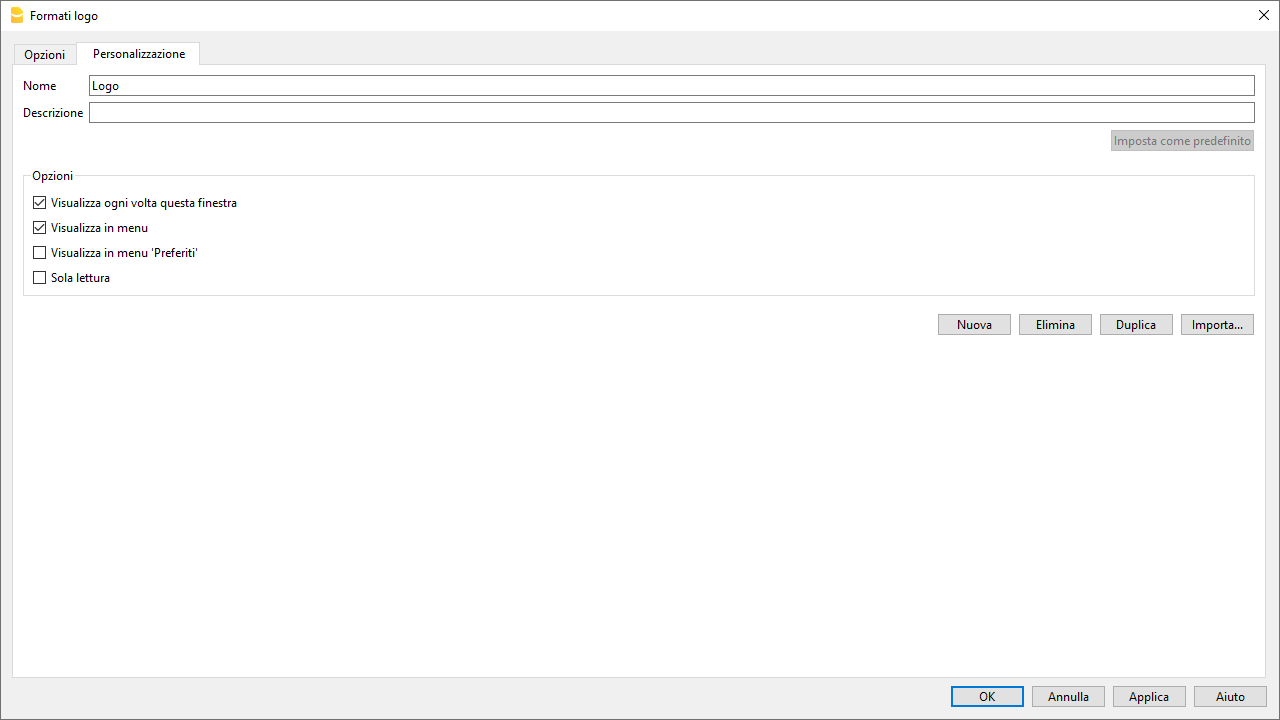 Formati logo
Opzioni
Personalizzazione
Nome
Logo
Descrizione
Imposta come predefinito
Opzioni
Visualizza ogni volta questa finestra
Visualizza in menu
Visualizza in menu 'Preferiti'
Sola lettura
Nuova
Elimina
Duplica
Importa...
OK
Annulla
Applica
Aiuto